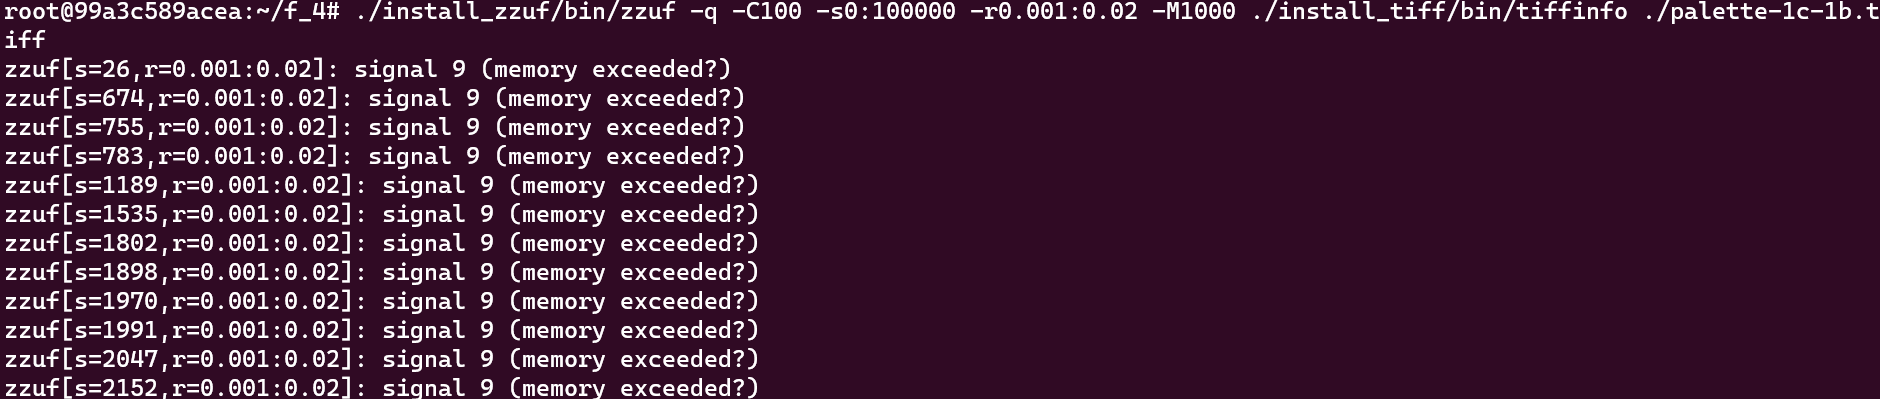 root@99a3c589acea:~/f_4# ./install_zzuf/bin/zzuf -q -C100 -s0:100000 -r0.001:0.02 -M1000 ./install_tiff/bin/tiffinfo ./palette-1c-1b.t
iff
zzuf[s=26,r=0.001:0.02]: signal 9 (memory exceeded?)
zzuf[s=674,r=0.001:0.02]: signal 9 (memory exceeded?)
zzuf[s=755,r=0.001:0.02]: signal 9 (memory exceeded?)
zzuf[s=783,r=0.001:0.02]: signal 9 (memory exceeded?)
zzuf[s=1189,r=0.001:0.02]: signal 9 (memory exceeded?)
zzuf[s=1535,r=0.001:0.02]: signal 9 (memory exceeded?)
zzuf[s=1802,r=0.001:0.02]: signal 9 (memory exceeded?)
zzuf[s=1898,r=0.001:0.02]: signal 9 (memory exceeded?)
zzuf[s=1970,r=0.001:0.02]: signal 9 (memory exceeded?)
zzuf[s=1991,r=0.001:0.02]: signal 9 (memory exceeded?)
zzuf[s=2047,r=0.001:0.02]: signal 9 (memory exceeded?)
zzuf[s=2152,r=0.001:0.02]: signal 9 (memory exceeded?)